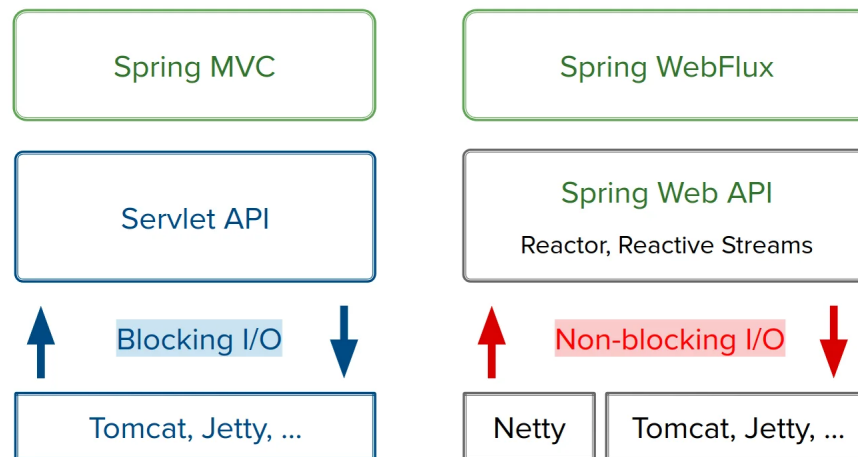 Spring MVC
Spring WebFlux
Servlet API
Spring Web API
Reactor, Reactive Streams
Blocking I/O
Non-blocking I/O
Tomcat, Jetty, ...
Netty
Tomcat, Jetty, ...